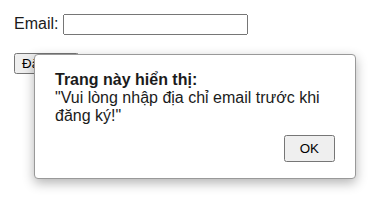 Email:
Trang này hiển thị:
"Vui lòng nhập địa chỉ email trước khi
đăng ký!"
OK